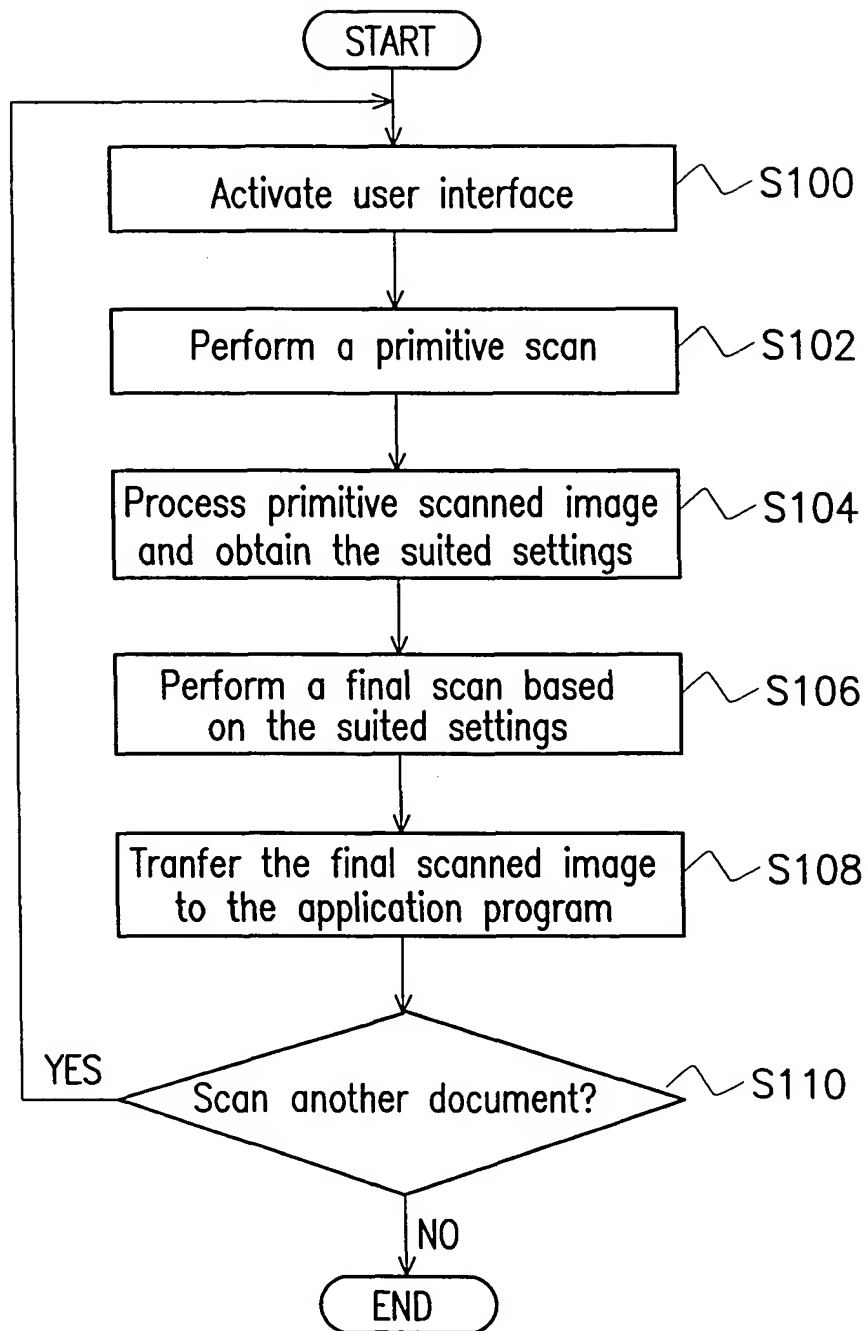 START
Activate user interface
S100
Perform a primitive scan
S102
Process primitive scanned image
and obtain the suited settings
S104
Perform a final scan based
on the suited settings
S106
Tranfer the final scanned image
to the application program
S108
YES
Scan another document?
S110
NO
END